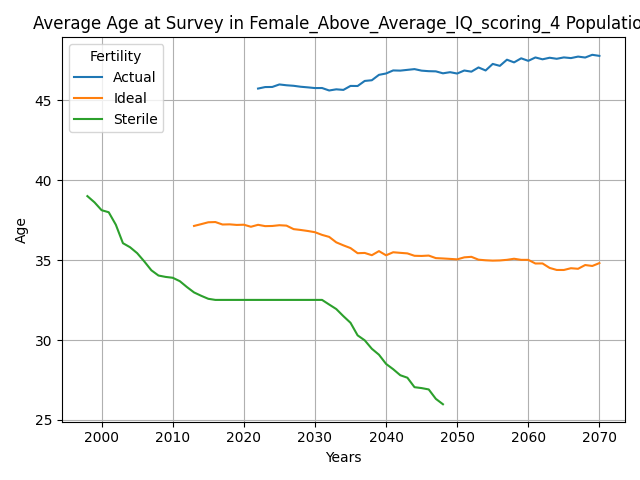 Average Age at Survey in Female_Above_Average_IQ_scoring_4 Populatio
Fertility
Actual
Ideal
Sterile
45
40
35
30
25
Age
2000 2010 2020 2030 2040 2050 2060 2070
Years